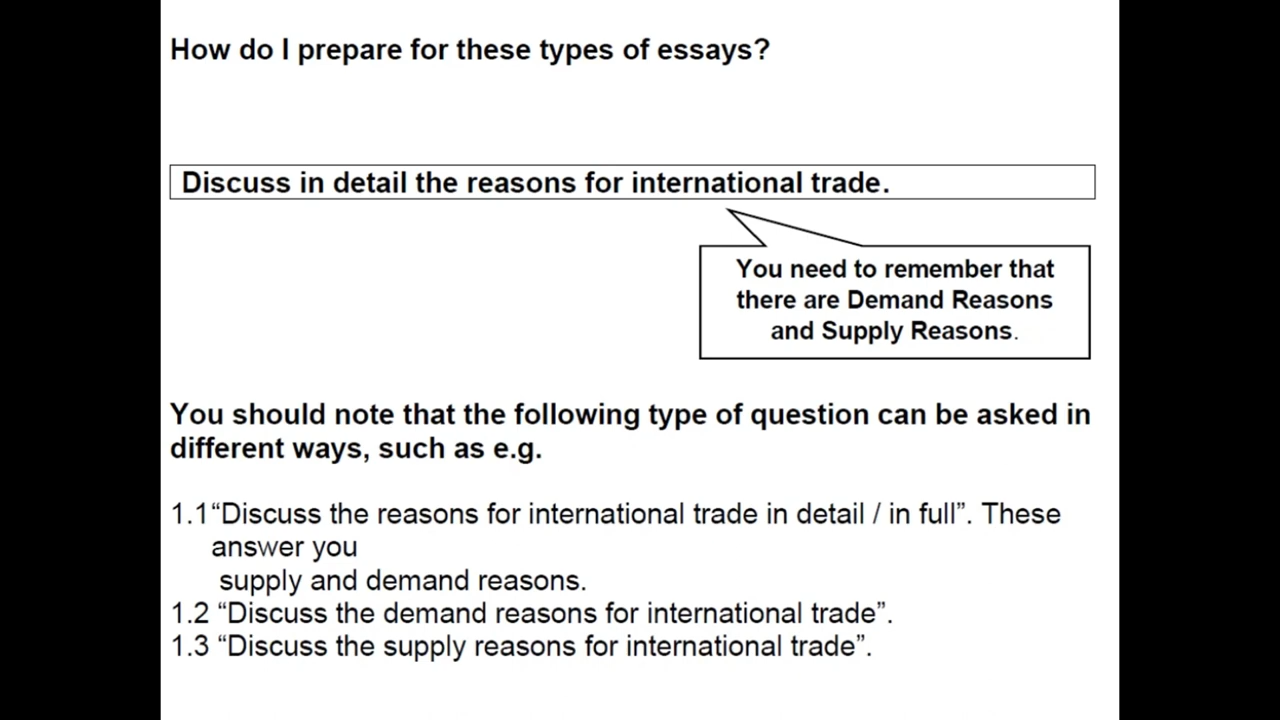 How do I prepare for these types of essays?
Discuss in detail the reasons for international trade.
You need to remember that
there are Demand Reasons
and Supply Reasons.
You should note that the following type of question can be asked in
different ways, such as e.g.
1.1“Discuss the reasons for international trade in detail / in full”. These
answer you
supply and demand reasons.
1.2 “Discuss the demand reasons for international trade”.
1.3 “Discuss the supply reasons for international trade”.